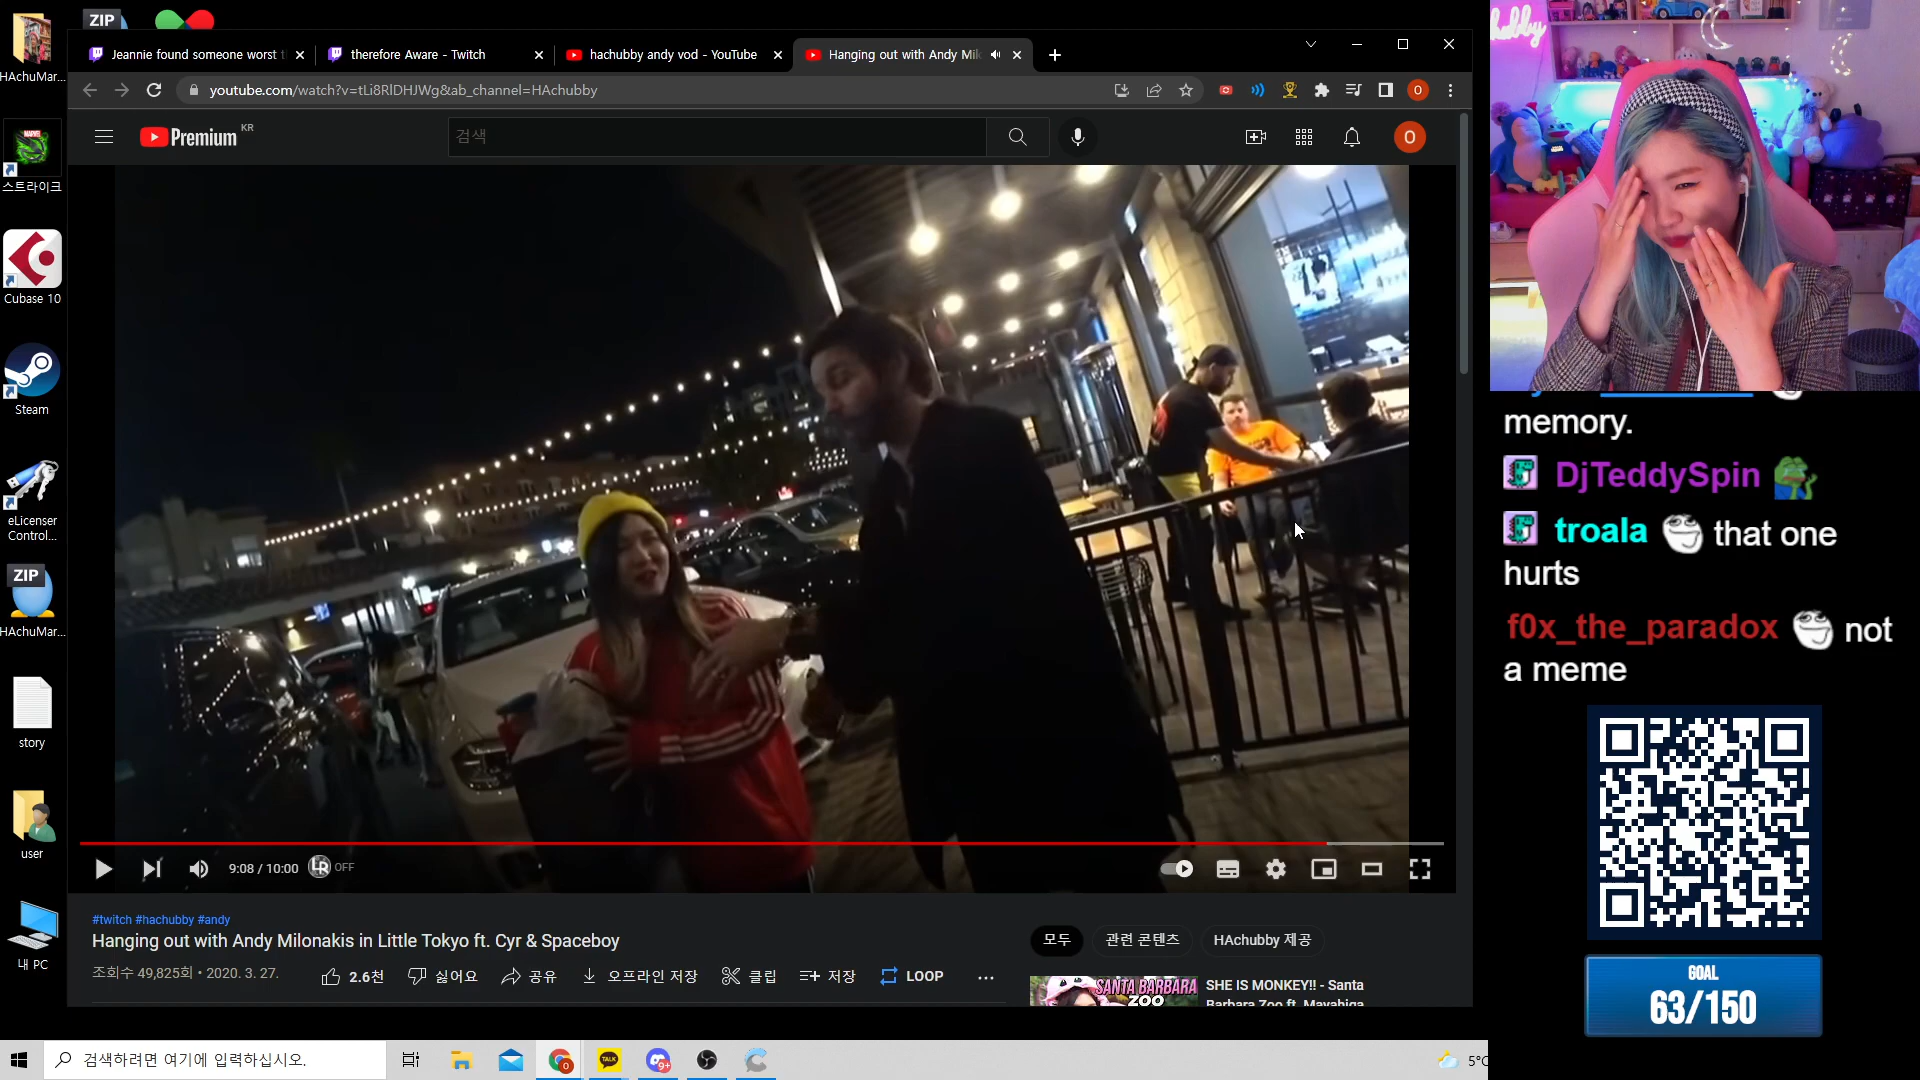 ZIP
Jeannie found someone worst t
therefore Aware - Twitch
hachubby andy vod - YouTube
Hanging out with Andy Mil
HAchuMar...
youtube.com/watch?v=tLi8RlDHJWg&ab_channel=HAchubby
O
Premium KR
검색
O
MARVEL
스트라이크
Cubase 10
Steam
eLicenser
Control...
ZIP
HAchuMar...
story
user
내 PC
9:08 / 10:00
OFF
#twitch #hachubby #andy
Hanging out with Andy Milonakis in Little Tokyo ft. Cyr & Spaceboy
조회수 49,825회 • 2020. 3. 27.
2.6천
싫어요
공유
오프라인 저장
클립
저장
LOOP
모두
관련 콘텐츠
HAchubby 제공
SANTA BARBARA
ZOO
SHE IS MONKEY!! - Santa
Barbara Zoo ft. Mayahiga
검색하려면 여기에 입력하십시오.
TALK
9+
5°C
memory.
DjTeddySpin
troala that one
hurts
f0x_the_paradox not
a meme
GOAL
63/150